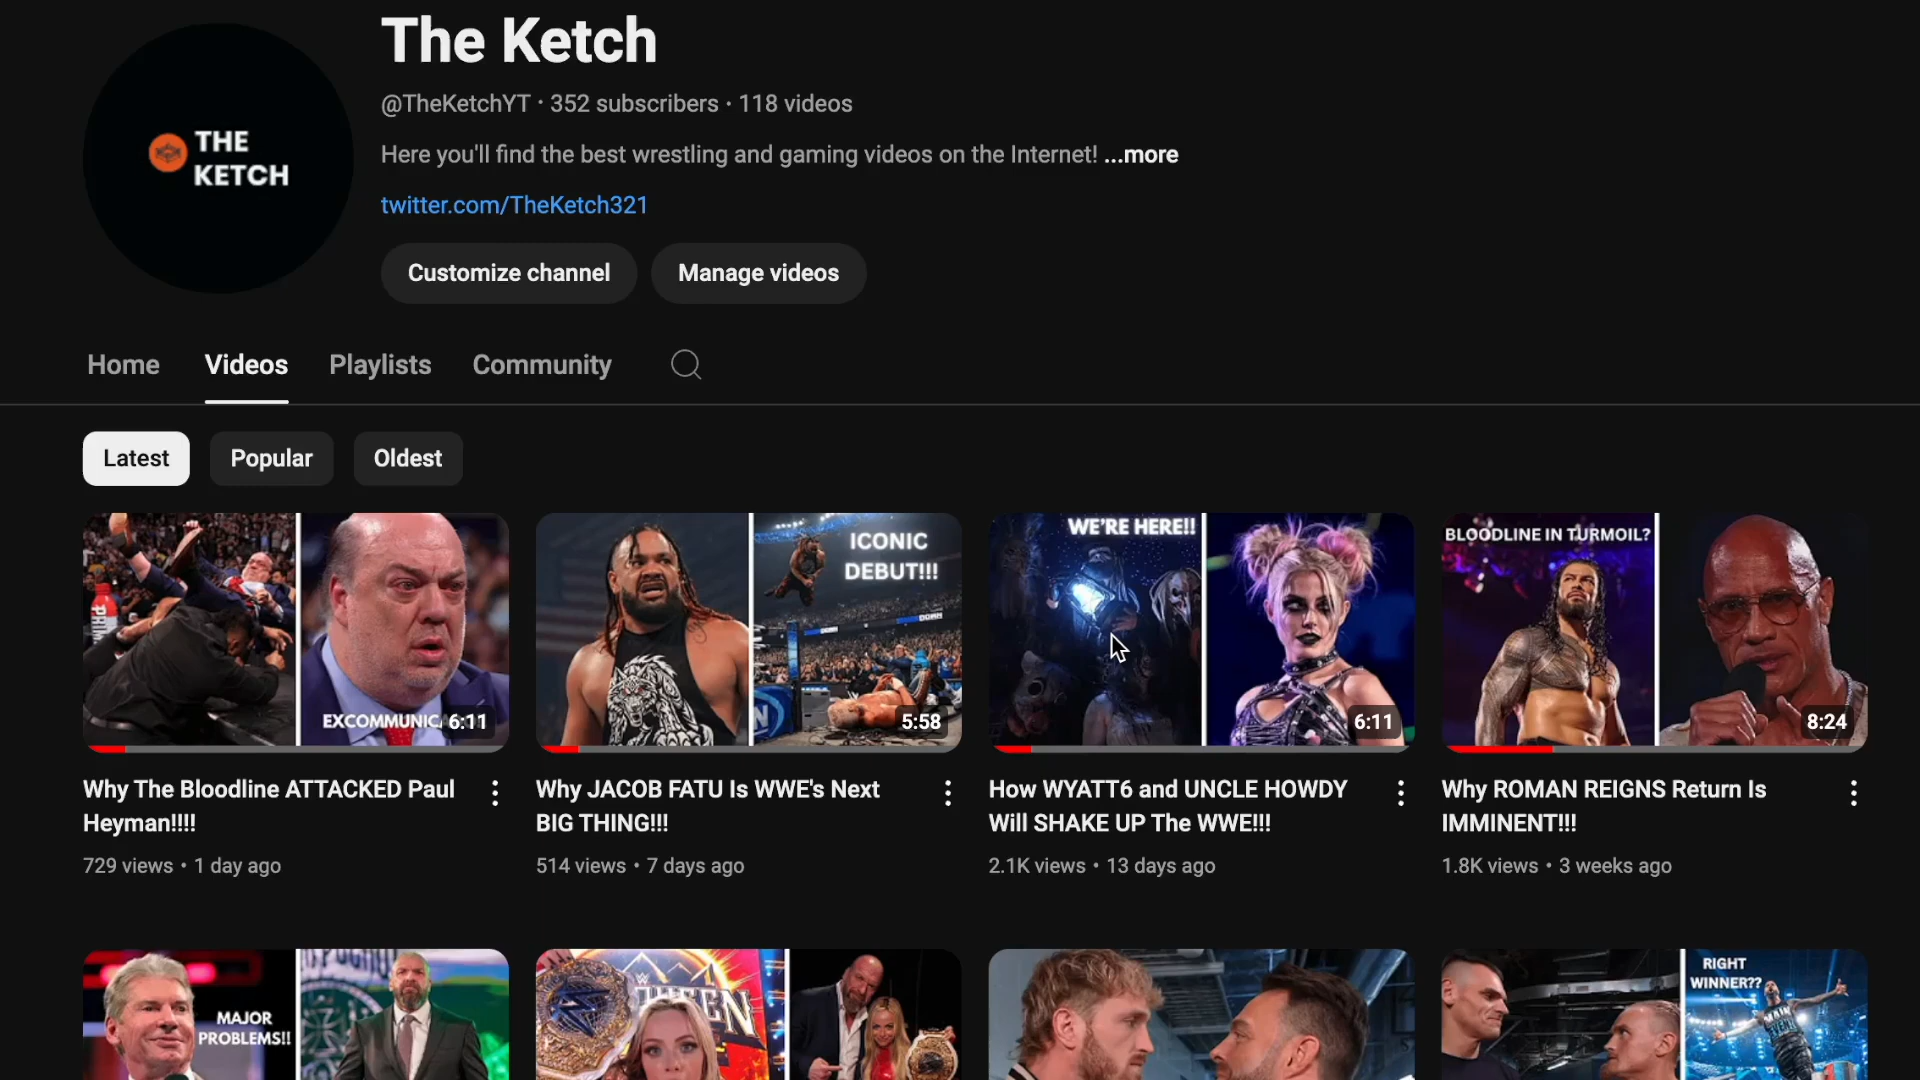 The Ketch
THE
KETCH
@TheKetchYT · 352 subscribers · 118 videos
Here you'll find the best wrestling and gaming videos on the Internet! ...more
twitter.com/TheKetch321
Customize channel
Manage videos
Home
Videos
Playlists
Community
Latest
Popular
Oldest
EXCOMMUNICA
6:11
ICONIC
DEBUT!!!
5:58
WE'RE HERE!!
6:11
BLOODLINE IN TURMOIL?
8:24
Why The Bloodline ATTACKED Paul
Heyman!!!!
729 views · 1 day ago
Why JACOB FATU Is WWE's Next
BIG THING!!!
514 views · 7 days ago
How WYATT6 and UNCLE HOWDY
Will SHAKE UP The WWE!!!
2.1K views · 13 days ago
Why ROMAN REIGNS Return Is
IMMINENT!!!
1.8K views · 3 weeks ago
MAJOR
PROBLEMS!!
RIGHT
WINNER??
MAIN
EVENT